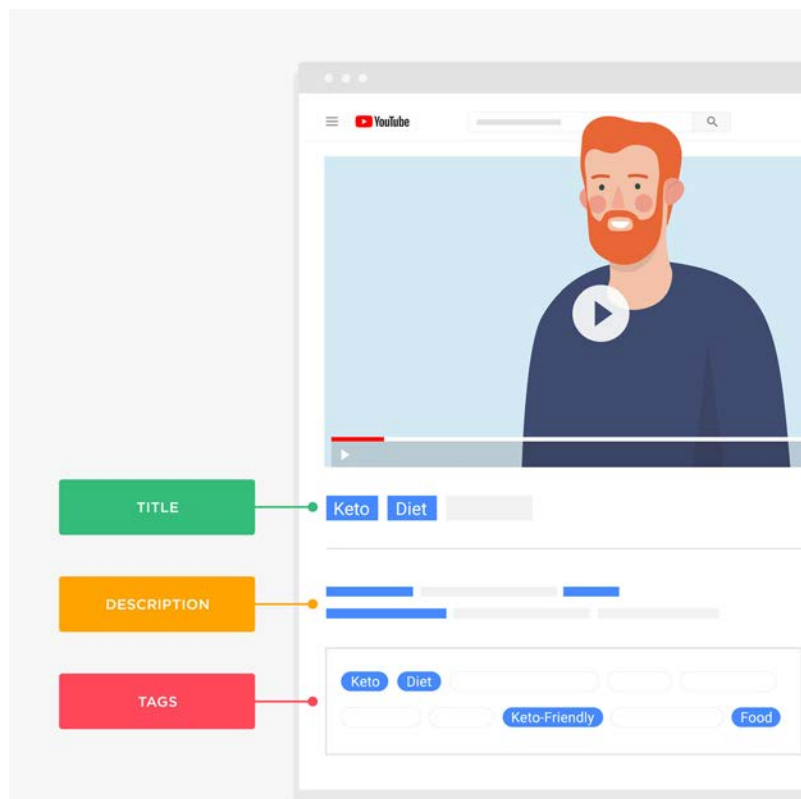 YouTube
TITLE
Keto Diet
DESCRIPTION
TAGS
Keto Diet
Keto-Friendly Food